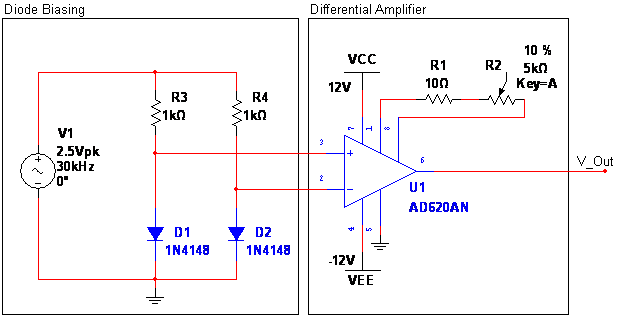 Diode Biasing
Differential Amplifier
V1
2.5Vpk
30kHz
0°
R3
1kΩ
R4
1kΩ
D1
1N4148
D2
1N4148
VCC
12V
R1
10Ω
R2
10 %
5kΩ
Key=A
3
2
7
1
8
6
4
5
+
−
U1
AD620AN
-12V
VEE
V_Out